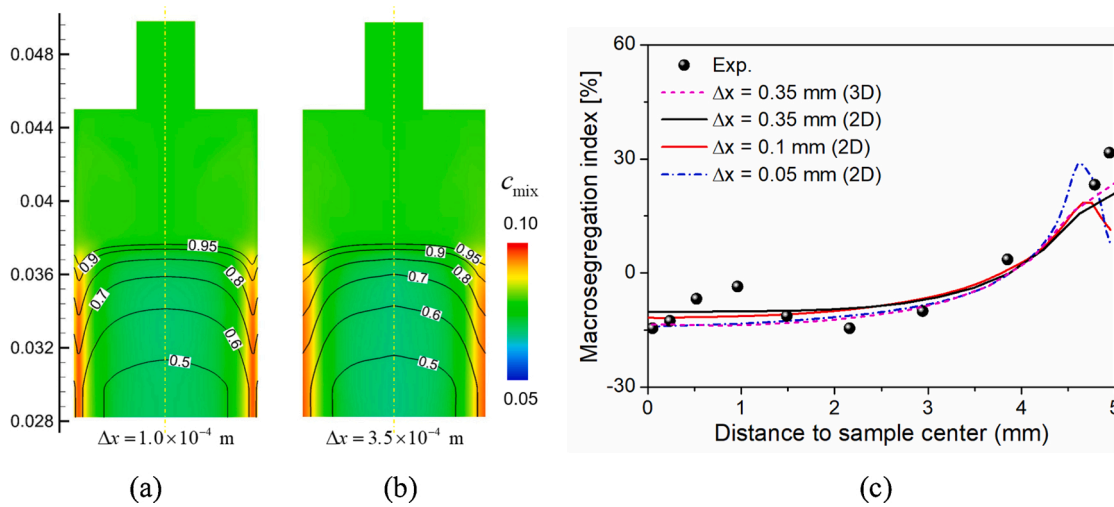 0.048
0.044
0.04
0.036
0.032
0.028
0.95
0.9
0.8
0.7
0.6
0.5
Δx = 1.0×10⁻⁴ m
(a)
0.95
0.9
0.8
0.7
0.6
0.5
Δx = 3.5×10⁻⁴ m
(b)
c_mix
0.10
0.05
Macrosegregation index [%]
60
30
0
-30
Exp.
Δx = 0.35 mm (3D)
Δx = 0.35 mm (2D)
Δx = 0.1 mm (2D)
Δx = 0.05 mm (2D)
0 1 2 3 4 5
Distance to sample center (mm)
(c)